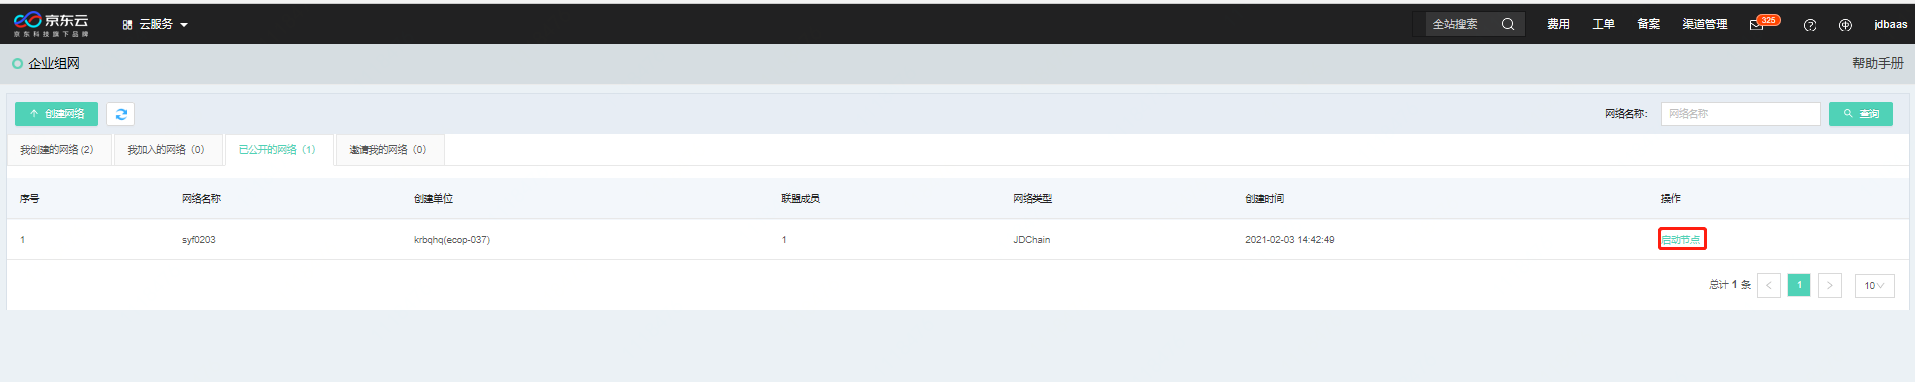 京东云
京东科技旗下品牌
云服务
全站搜索
费用
工单
备案
渠道管理
325
jdbaas
企业组网
帮助手册
创建网络
网络名称：
网络名称
查询
我创建的网络 (2)
我加入的网络（0）
已公开的网络（1）
邀请我的网络（0）
序号 网络名称 创建单位 联盟成员 网络类型 创建时间 操作
1 syf0203 krbqhq(ecop-037) 1 JDChain 2021-02-03 14:42:49 启动节点
总计 1 条 < 1 > 10